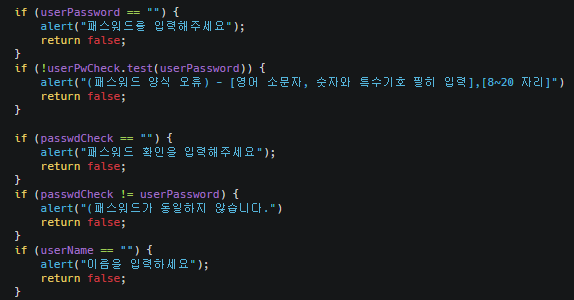 if (userPassword == "") {
alert("패스워드를 입력해주세요");
return false;
}
if (!userPwCheck.test(userPassword)) {
alert("(패스워드 양식 오류) - [영어 소문자, 숫자와 특수기호 필히 입력],[8~20 자리]")
return false;
}
if (passwdCheck == "") {
alert("패스워드 확인을 입력해주세요");
return false;
}
if (passwdCheck != userPassword) {
alert("(패스워드가 동일하지 않습니다.")
return false;
}
if (userName == "") {
alert("이름을 입력하세요");
return false;
}